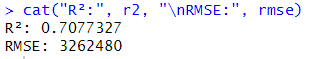 > cat("R²:", r2, "\nRMSE:", rmse)
R²: 0.7077327
RMSE: 3262480